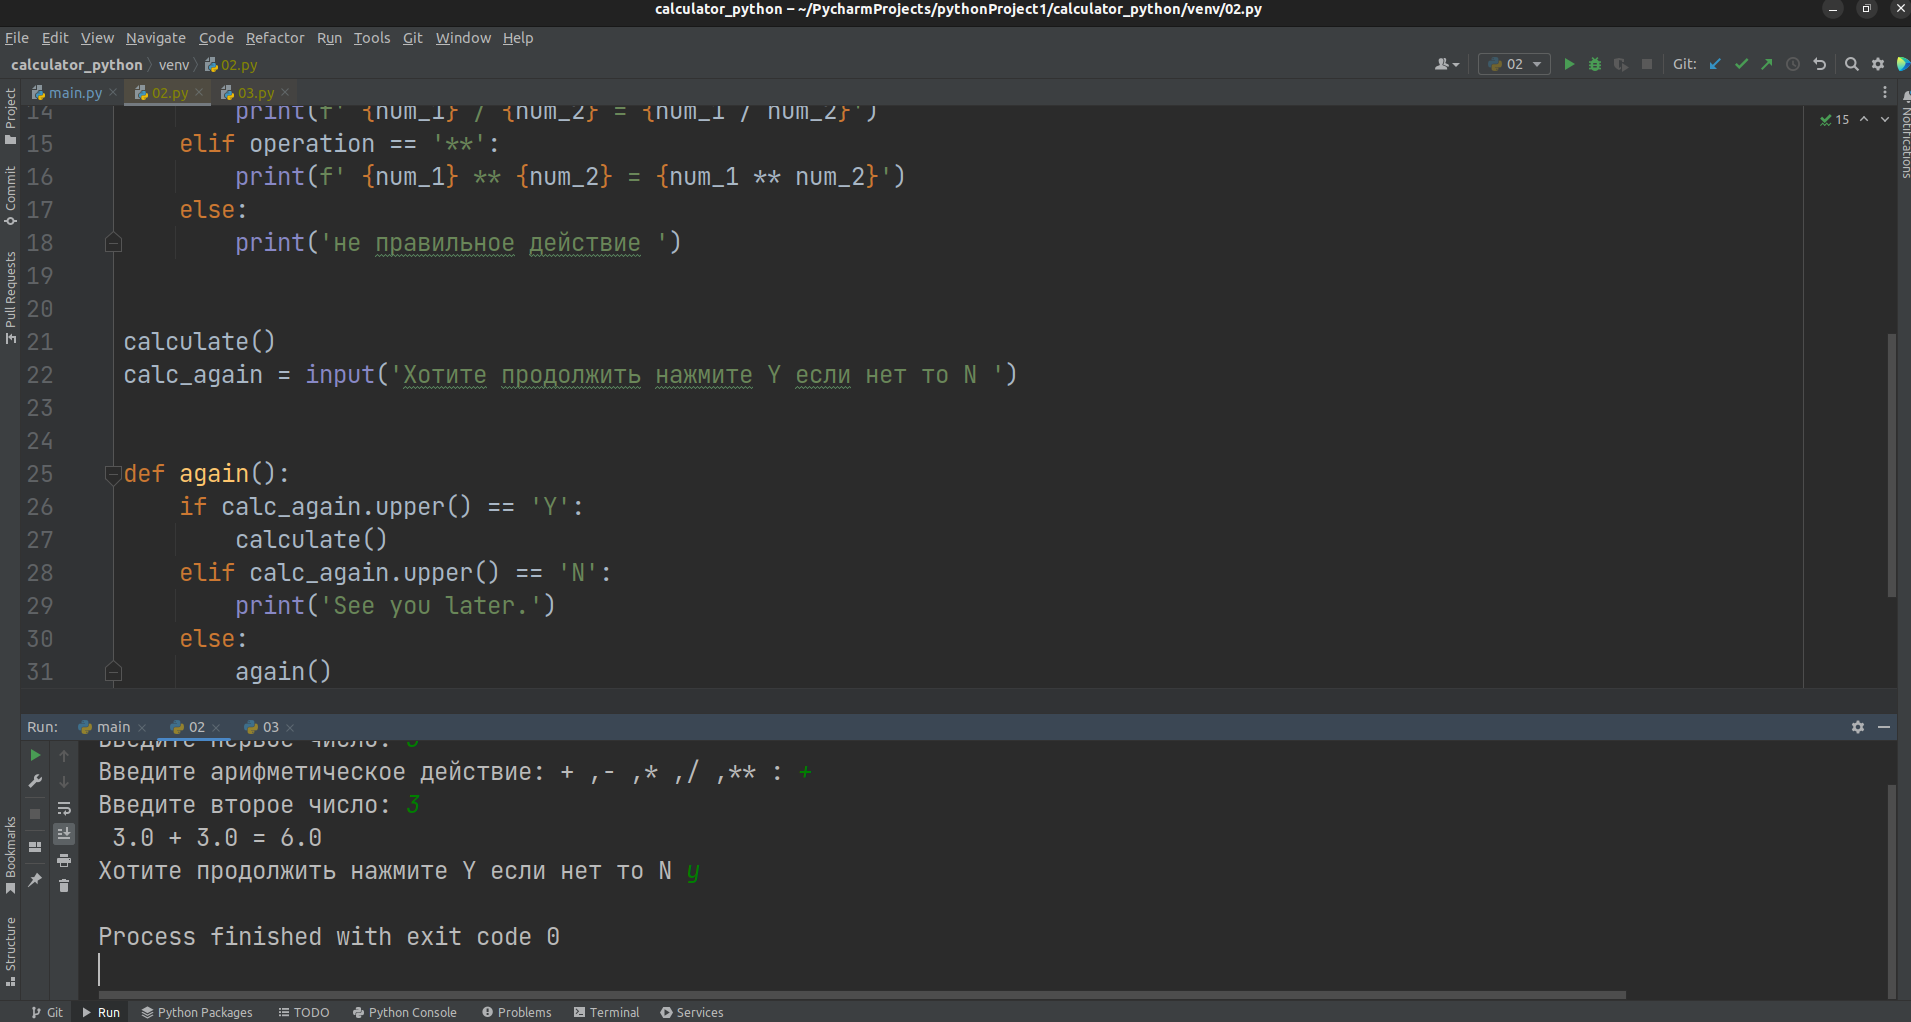 calculator_python – ~/PycharmProjects/pythonProject1/calculator_python/venv/02.py
File Edit View Navigate Code Refactor Run Tools Git Window Help
calculator_python venv 02.py
02 Git:
main.py 02.py 03.py
Project
Commit
Pull Requests
Bookmarks
Structure
Notifications
15
14 print(f' {num_1} / {num_2} = {num_1 / num_2}')
15 elif operation == '**':
16 print(f' {num_1} ** {num_2} = {num_1 ** num_2}')
17 else:
18 print('не правильное действие ')
19
20
21 calculate()
22 calc_again = input('Хотите продолжить нажмите Y если нет то N ')
23
24
25 def again():
26 if calc_again.upper() == 'Y':
27 calculate()
28 elif calc_again.upper() == 'N':
29 print('See you later.')
30 else:
31 again()
Run: main 02 03
Введите первое число: 3
Введите арифметическое действие: + ,- ,* ,/ ,** : +
Введите второе число: 3
3.0 + 3.0 = 6.0
Хотите продолжить нажмите Y если нет то N y
Process finished with exit code 0
Git Run Python Packages TODO Python Console Problems Terminal Services